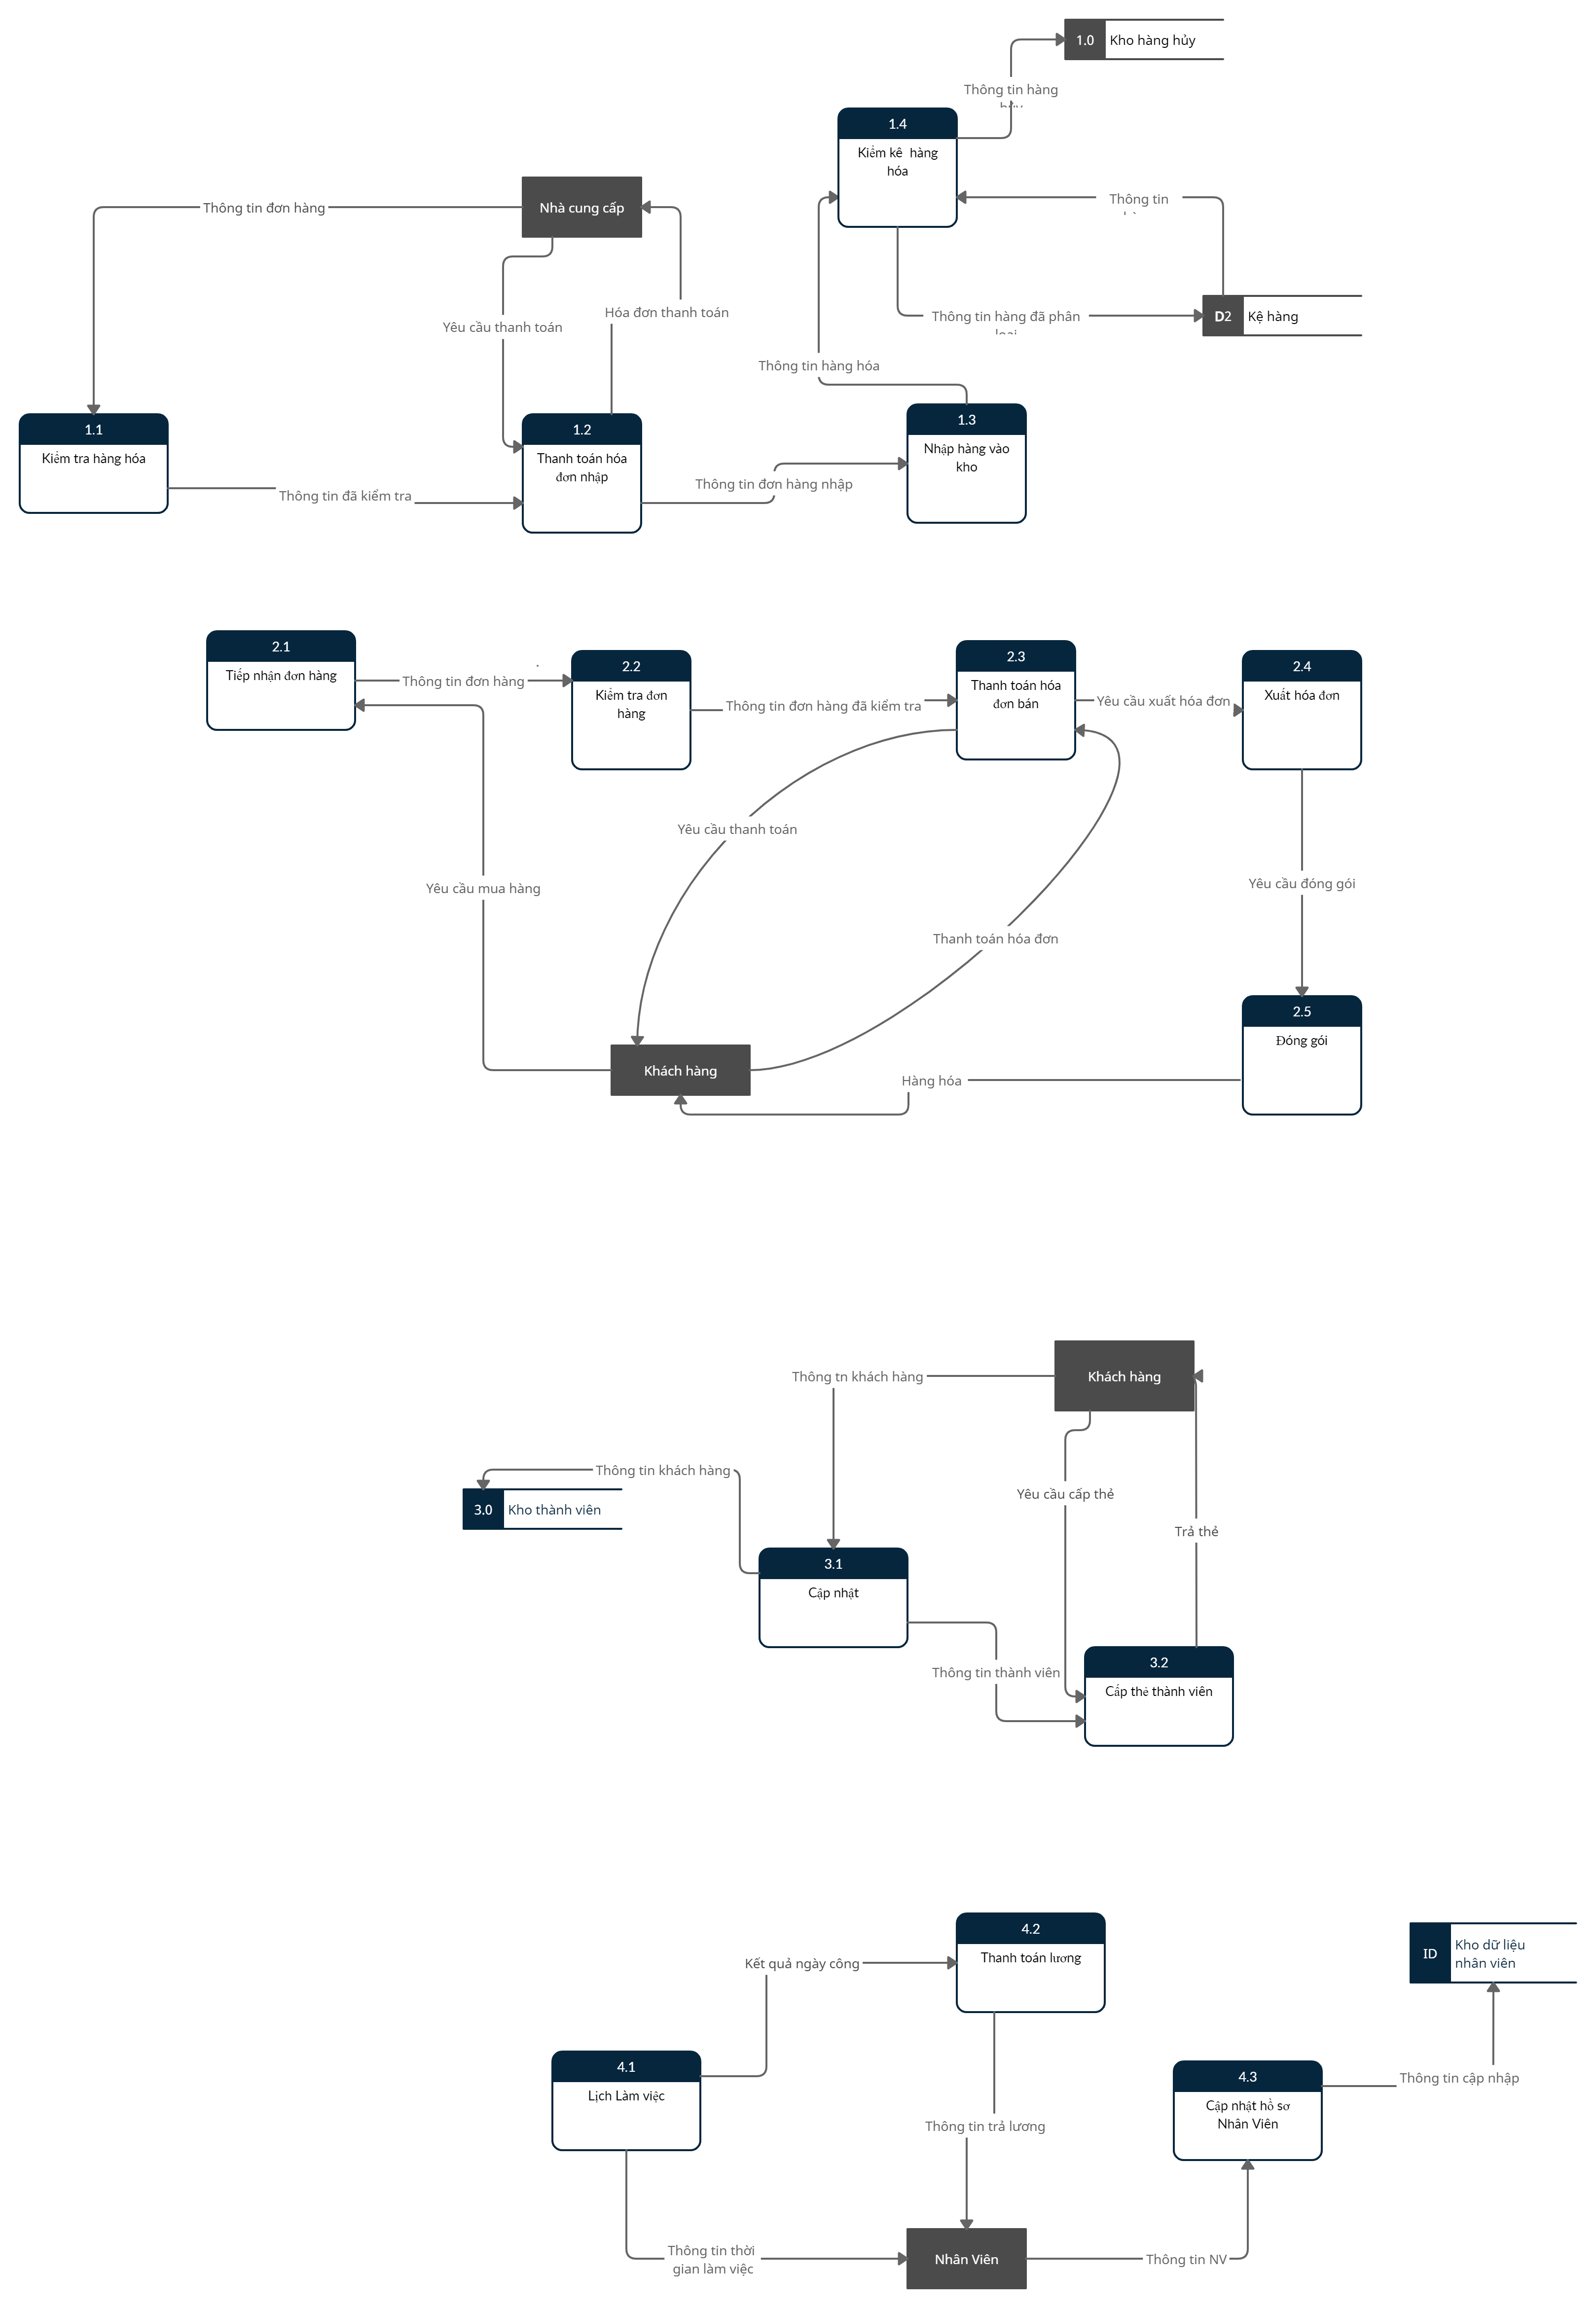 1.0
Kho hàng hủy
Thông tin hàng
1.4
Kiểm kê hàng
hóa
Nhà cung cấp
Thông tin đơn hàng
Thông tin
Yêu cầu thanh toán
Hóa đơn thanh toán
Thông tin hàng đã phân
D2
Kệ hàng
Thông tin hàng hóa
1.1
Kiểm tra hàng hóa
1.2
Thanh toán hóa
đơn nhập
1.3
Nhập hàng vào
kho
Thông tin đã kiểm tra
Thông tin đơn hàng nhập
2.1
Tiếp nhận đơn hàng
Thông tin đơn hàng
2.2
Kiểm tra đơn
hàng
Thông tin đơn hàng đã kiểm tra
2.3
Thanh toán hóa
đơn bán
Yêu cầu xuất hóa đơn
2.4
Xuất hóa đơn
Yêu cầu thanh toán
Yêu cầu mua hàng
Yêu cầu đóng gói
Thanh toán hóa đơn
2.5
Đóng gói
Khách hàng
Hàng hóa
Khách hàng
Thông tn khách hàng
Thông tin khách hàng
3.0
Kho thành viên
Yêu cầu cấp thẻ
Trả thẻ
3.1
Cập nhật
Thông tin thành viên
3.2
Cấp thẻ thành viên
4.2
Thanh toán lương
Kết quả ngày công
ID
Kho dữ liệu
nhân viên
4.1
Lịch Làm việc
4.3
Cập nhật hồ sơ
Nhân Viên
Thông tin cập nhập
Thông tin trả lương
Thông tin thời
gian làm việc
Nhân Viên
Thông tin NV